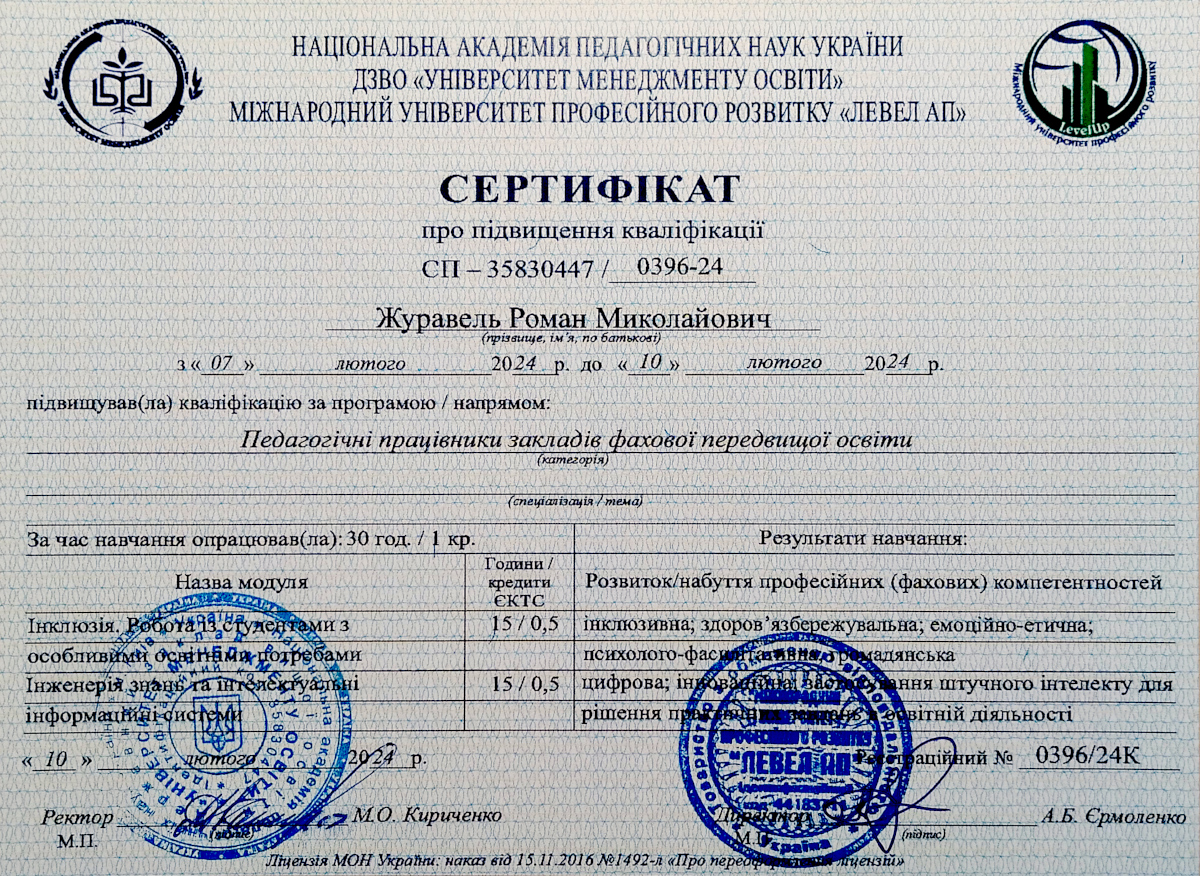 НАЦІОНАЛЬНА АКАДЕМІЯ ПЕДАГОГІЧНИХ НАУК УКРАЇНИ
ДЗВО «УНІВЕРСИТЕТ МЕНЕДЖМЕНТУ ОСВІТИ»
МІЖНАРОДНИЙ УНІВЕРСИТЕТ ПРОФЕСІЙНОГО РОЗВИТКУ «ЛЕВЕЛ АП»
LevelUp
Міжнародний університет професійного розвитку
СЕРТИФІКАТ
про підвищення кваліфікації
СП – 35830447 / 0396-24
Журавель Роман Миколайович
(прізвище, ім’я, по батькові)
з « 07 » лютого 2024 р. до « 10 » лютого 2024 р.
підвищував(ла) кваліфікацію за програмою / напрямом:
Педагогічні працівники закладів фахової передвищої освіти
(категорія)
(спеціалізація / тема)
За час навчання опрацював(ла): 30 год. / 1 кр.
Результати навчання:
Назва модуля
Години / кредити ЄКТС
Розвиток/набуття професійних (фахових) компетентностей
Інклюзія. Робота із студентами з
особливими освітніми потребами
15 / 0,5
інклюзивна; здоров’язбережувальна; емоційно-етична;
психолого-фасилітативна, громадянська
Інженерія знань та інтелектуальні
інформаційні системи
15 / 0,5
цифрова; інноваційна; застосування штучного інтелекту для
рішення практичних завдань в освітній діяльності
« 10 » лютого 2024 р.
Реєстраційний № 0396/24К
Ректор М.О. Кириченко
(підпис)
М.П.
Директор А.Б. Єрмоленко
(підпис)
М.П.
ПРОФЕСІЙНОГО РОЗВИТКУ
"ЛЕВЕЛ АП"
Україна
Ліцензія МОН України: наказ від 15.11.2016 №1492-л «Про переоформлення ліцензій»